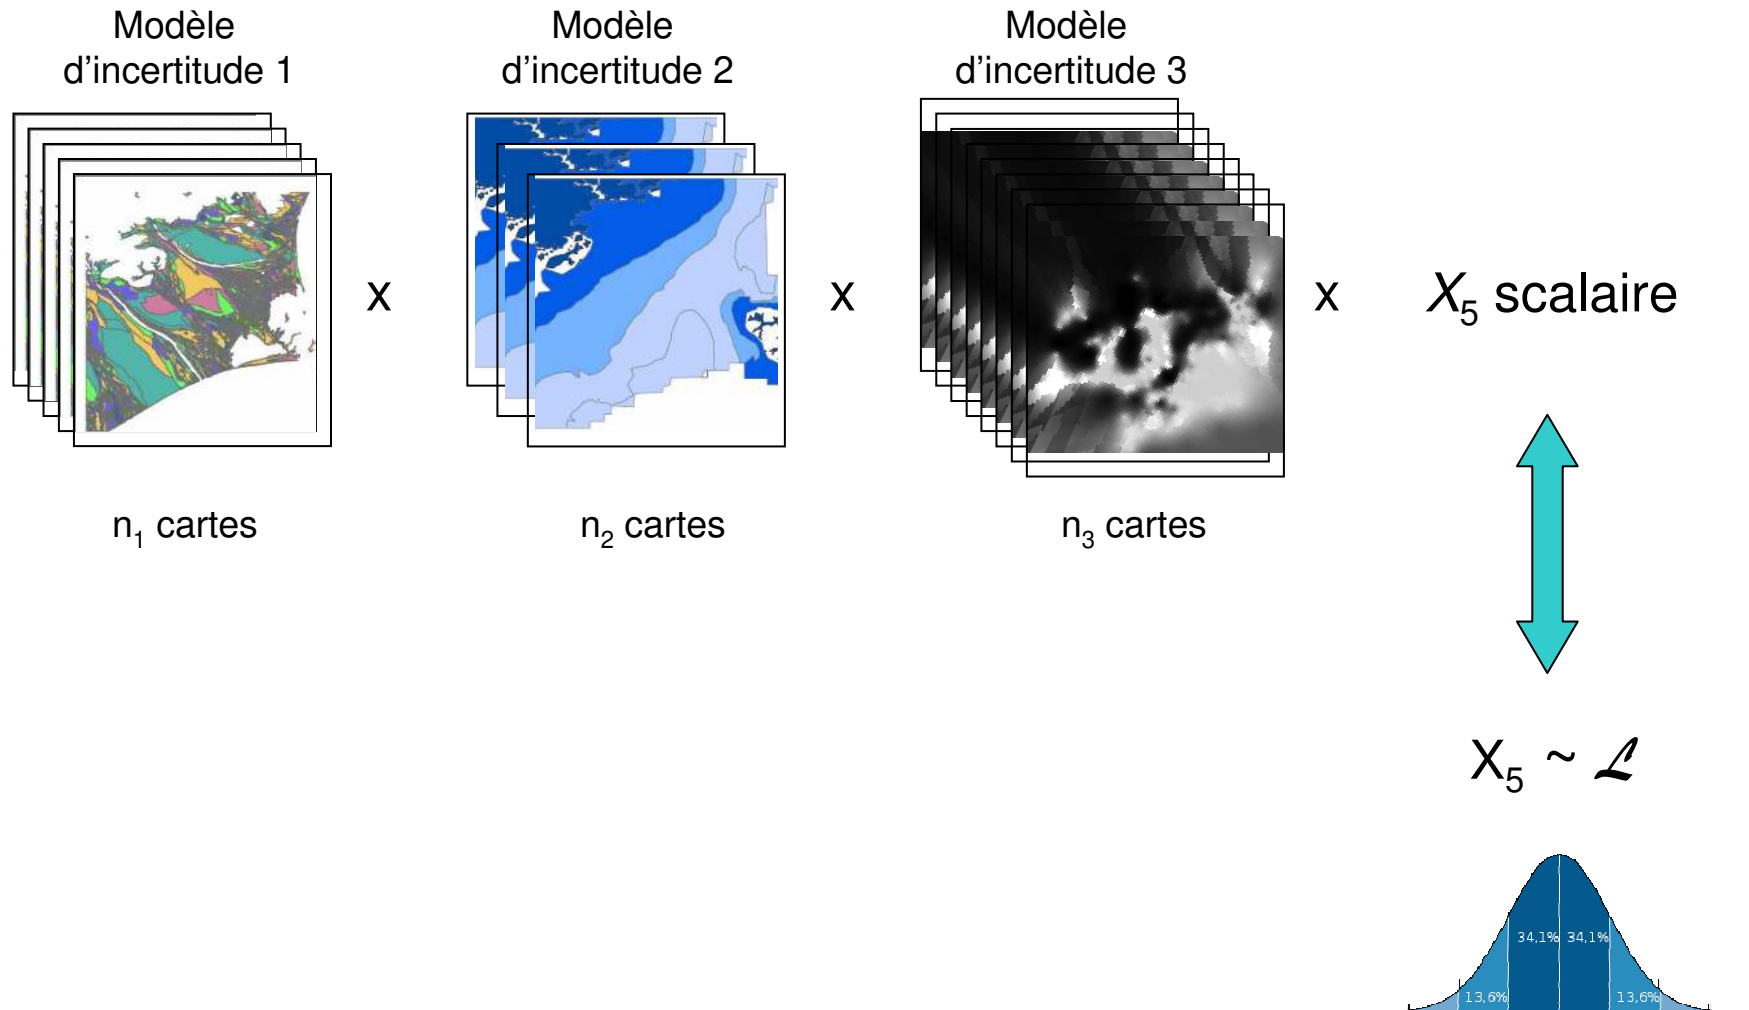 Modèle
d'incertitude 1
Modèle
d'incertitude 2
Modèle
d'incertitude 3
x
x
x
X₅ scalaire
n₁ cartes
n₂ cartes
n₃ cartes
X₅ ~ ℒ
34,1% 34,1%
13,6% 13,6%